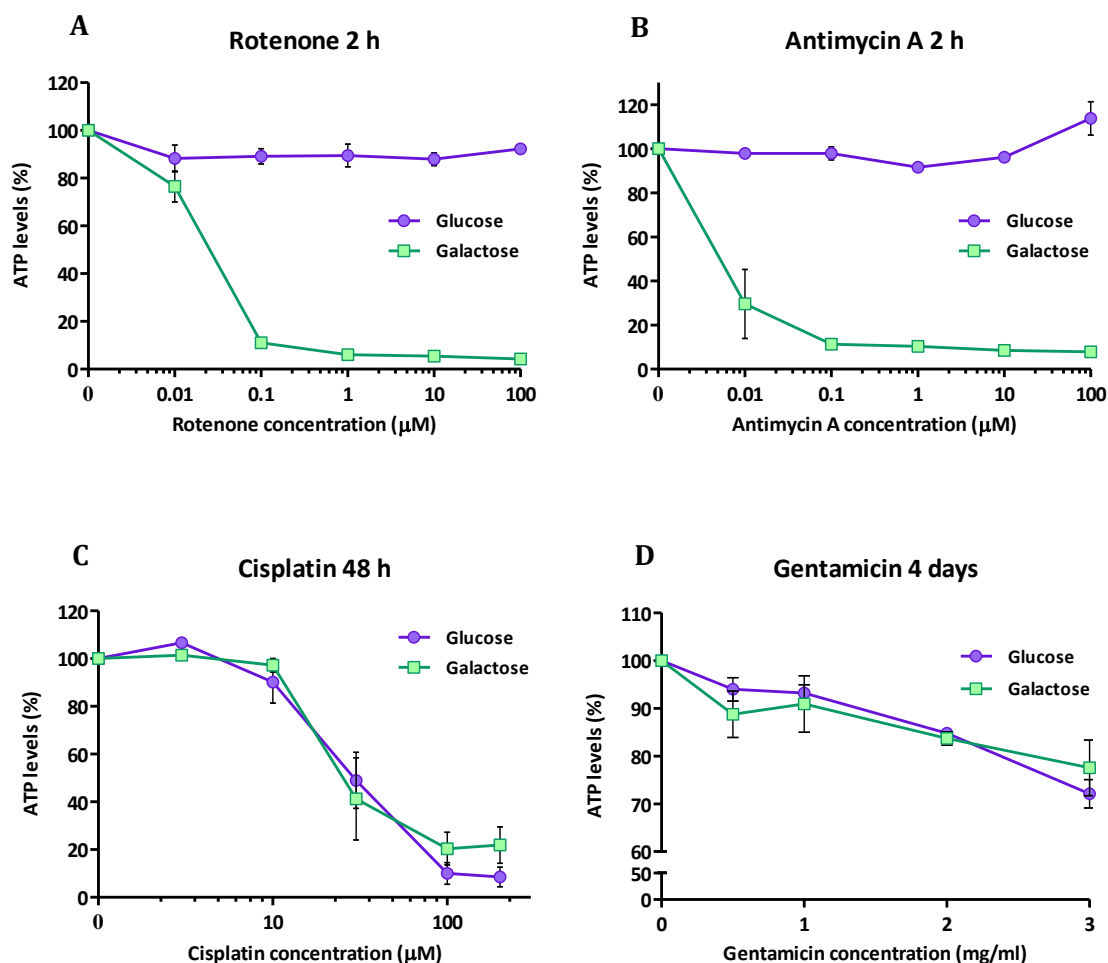 A
Rotenone 2 h
ATP levels (%)
120
100
80
60
40
20
0
Glucose
Galactose
0 0.01 0.1 1 10 100
Rotenone concentration (μM)
B
Antimycin A 2 h
ATP levels (%)
120
100
80
60
40
20
0
Glucose
Galactose
0 0.01 0.1 1 10 100
Antimycin A concentration (μM)
C
Cisplatin 48 h
ATP levels (%)
120
100
80
60
40
20
0
Glucose
Galactose
0 10 100
Cisplatin concentration (μM)
D
Gentamicin 4 days
ATP levels (%)
110
100
90
80
70
60
50
0
Glucose
Galactose
0 1 2 3
Gentamicin concentration (mg/ml)